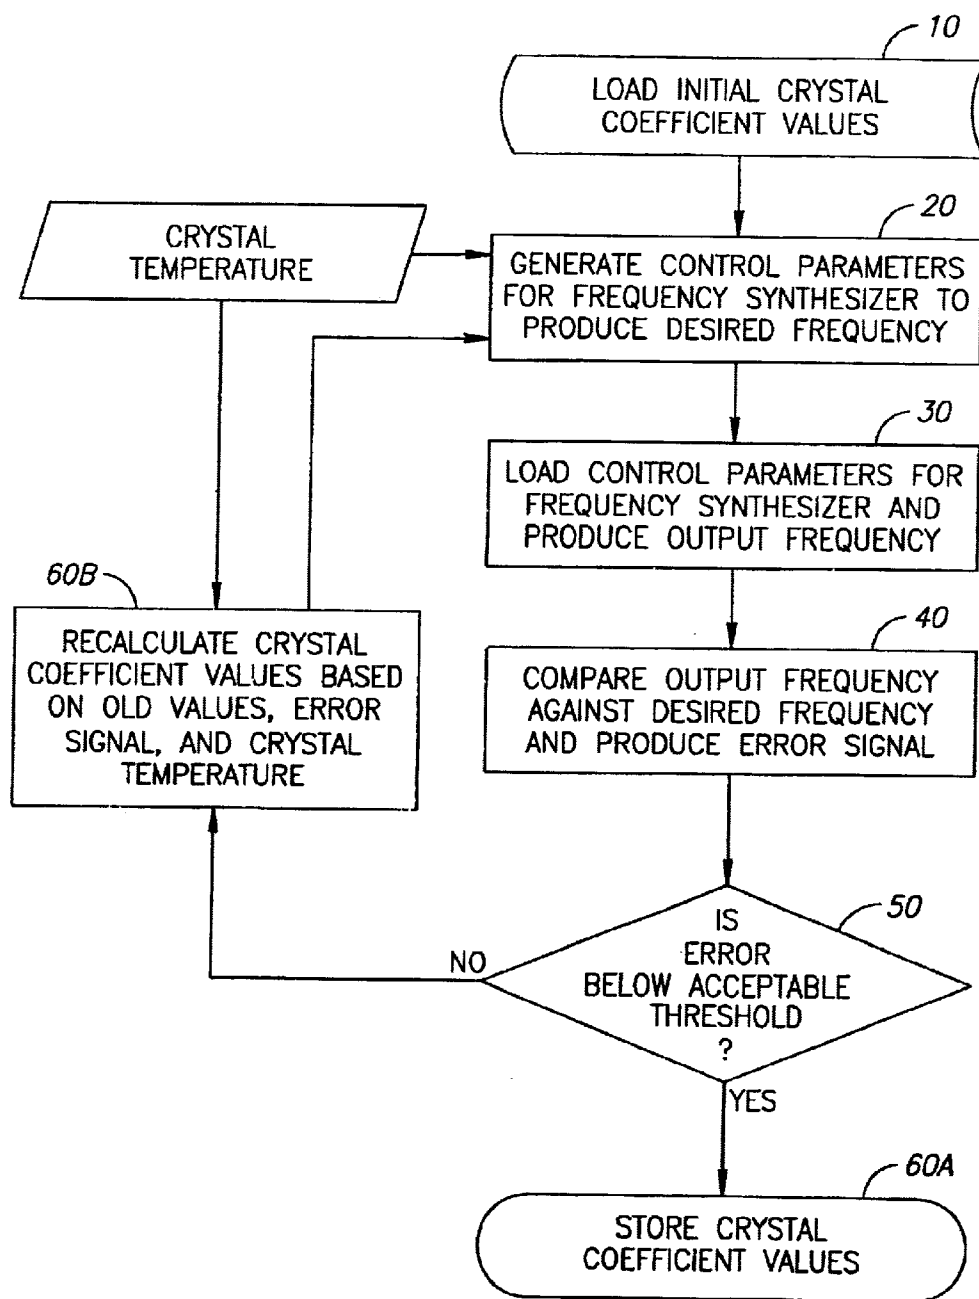 10
LOAD INITIAL CRYSTAL
COEFFICIENT VALUES
20
CRYSTAL
TEMPERATURE
GENERATE CONTROL PARAMETERS
FOR FREQUENCY SYNTHESIZER TO
PRODUCE DESIRED FREQUENCY
30
LOAD CONTROL PARAMETERS FOR
FREQUENCY SYNTHESIZER AND
PRODUCE OUTPUT FREQUENCY
60B
RECALCULATE CRYSTAL
COEFFICIENT VALUES BASED
ON OLD VALUES, ERROR
SIGNAL, AND CRYSTAL
TEMPERATURE
40
COMPARE OUTPUT FREQUENCY
AGAINST DESIRED FREQUENCY
AND PRODUCE ERROR SIGNAL
50
IS
ERROR
BELOW ACCEPTABLE
THRESHOLD
?
NO
YES
60A
STORE CRYSTAL
COEFFICIENT VALUES